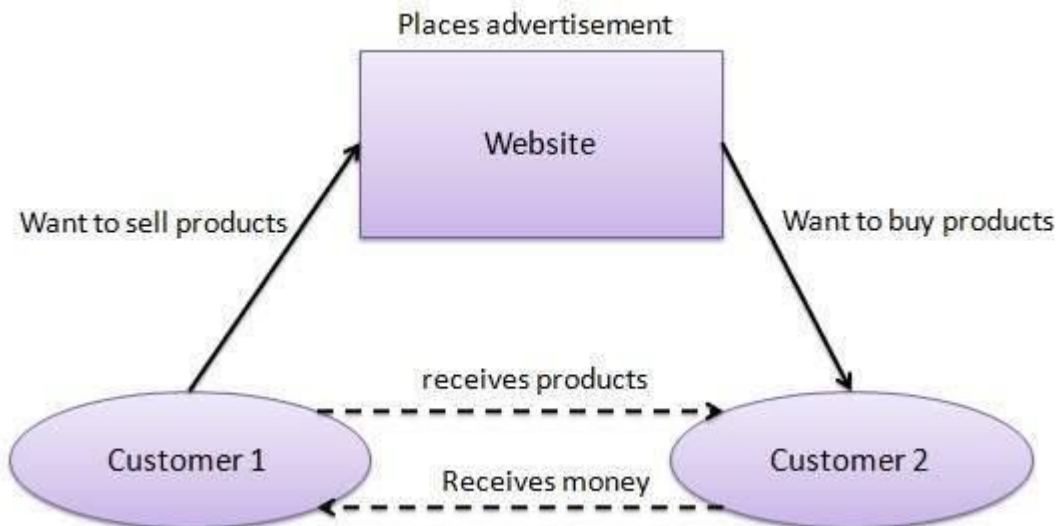 Places advertisement
Website
Want to sell products
Want to buy products
receives products
Customer 1
Customer 2
Receives money